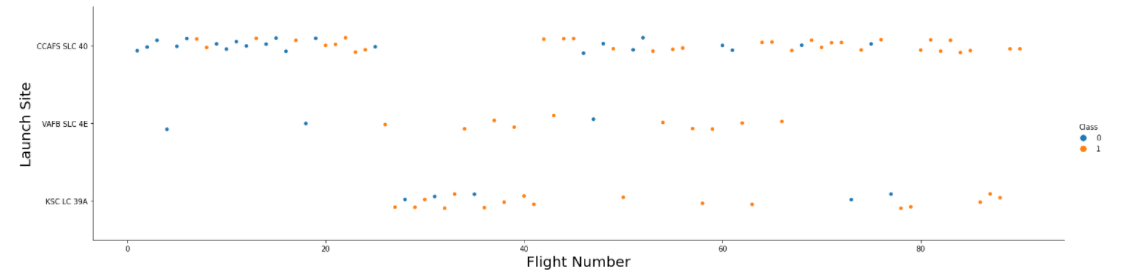 CCAFS SLC 40
VAFB SLC 4E
KSC LC 39A
Launch Site
0
20
40
60
80
Flight Number
Class
0
1